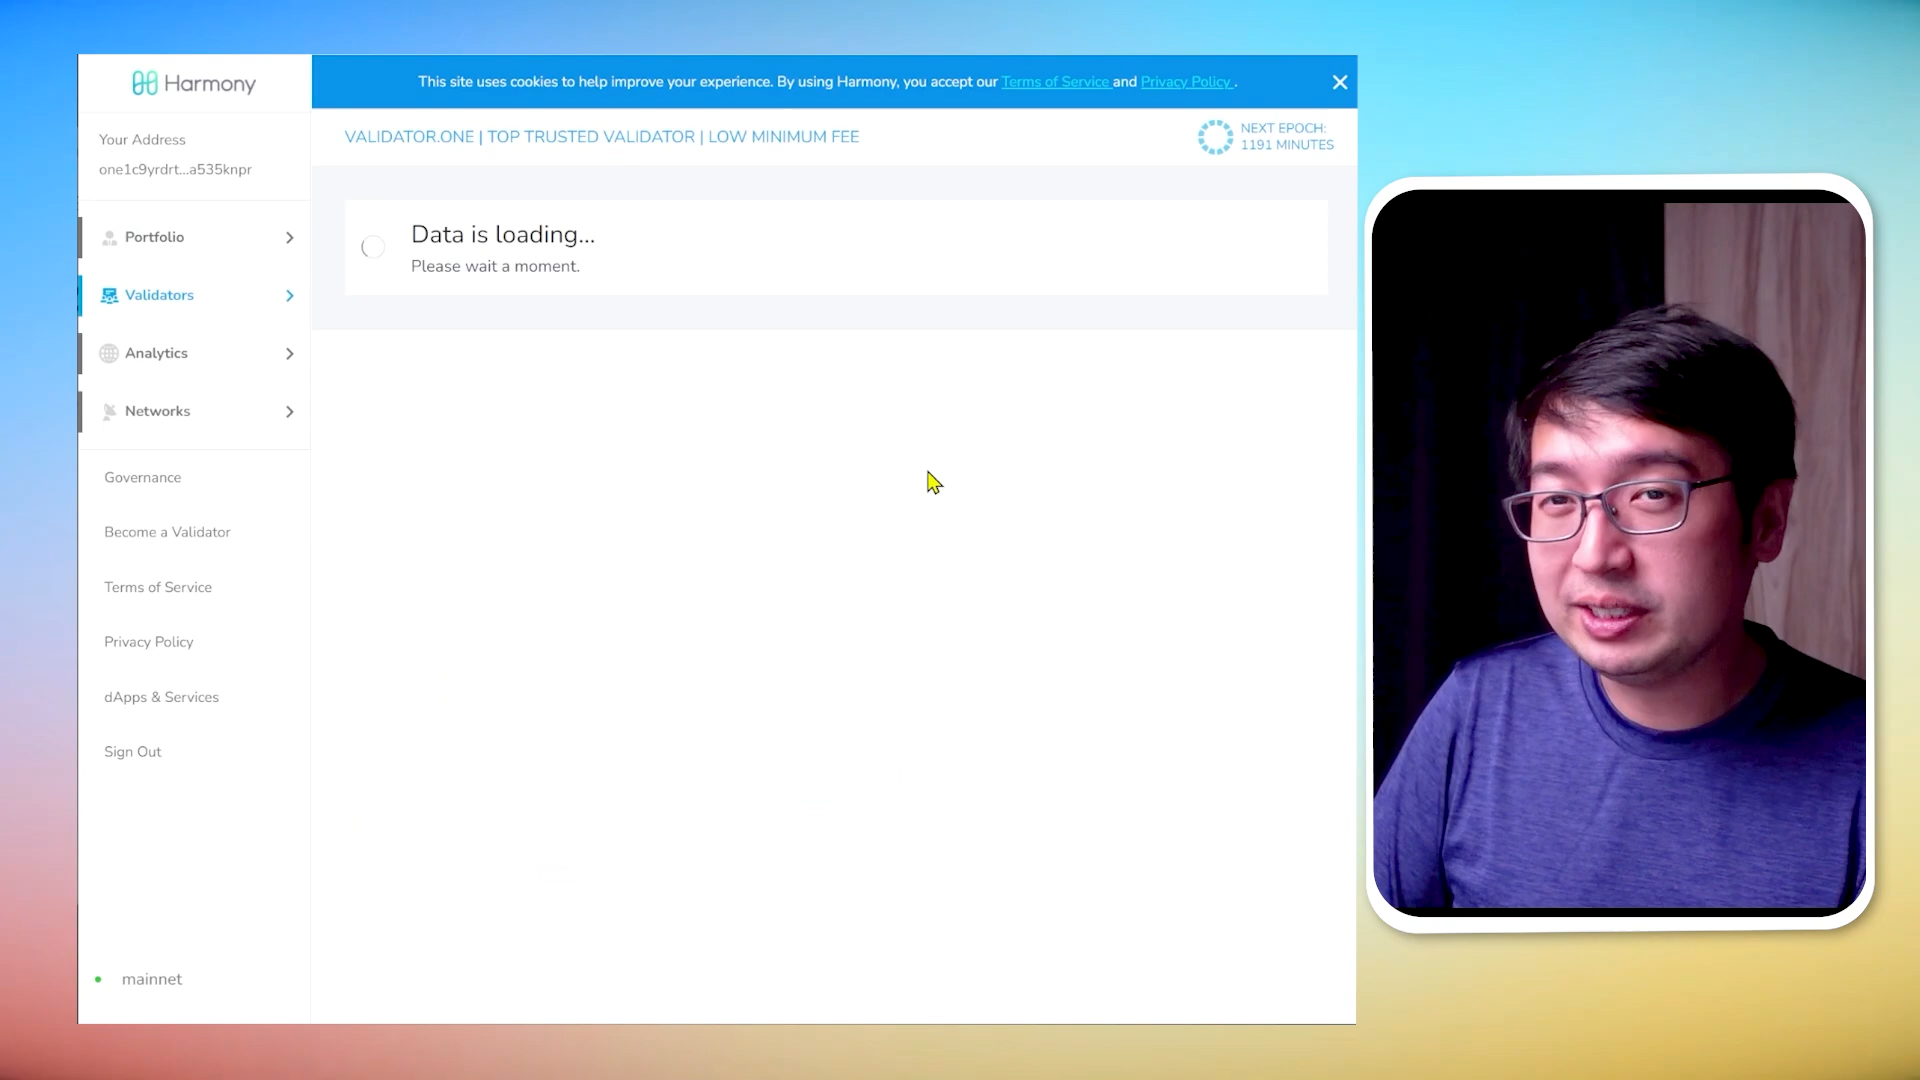 Harmony
This site uses cookies to help improve your experience. By using Harmony, you accept our Terms of Service and Privacy Policy .
Your Address
one1c9yrdrt...a535knpr
VALIDATOR.ONE | TOP TRUSTED VALIDATOR | LOW MINIMUM FEE
NEXT EPOCH:
1191 MINUTES
Portfolio
Validators
Analytics
Networks
Data is loading...
Please wait a moment.
Governance
Become a Validator
Terms of Service
Privacy Policy
dApps & Services
Sign Out
mainnet